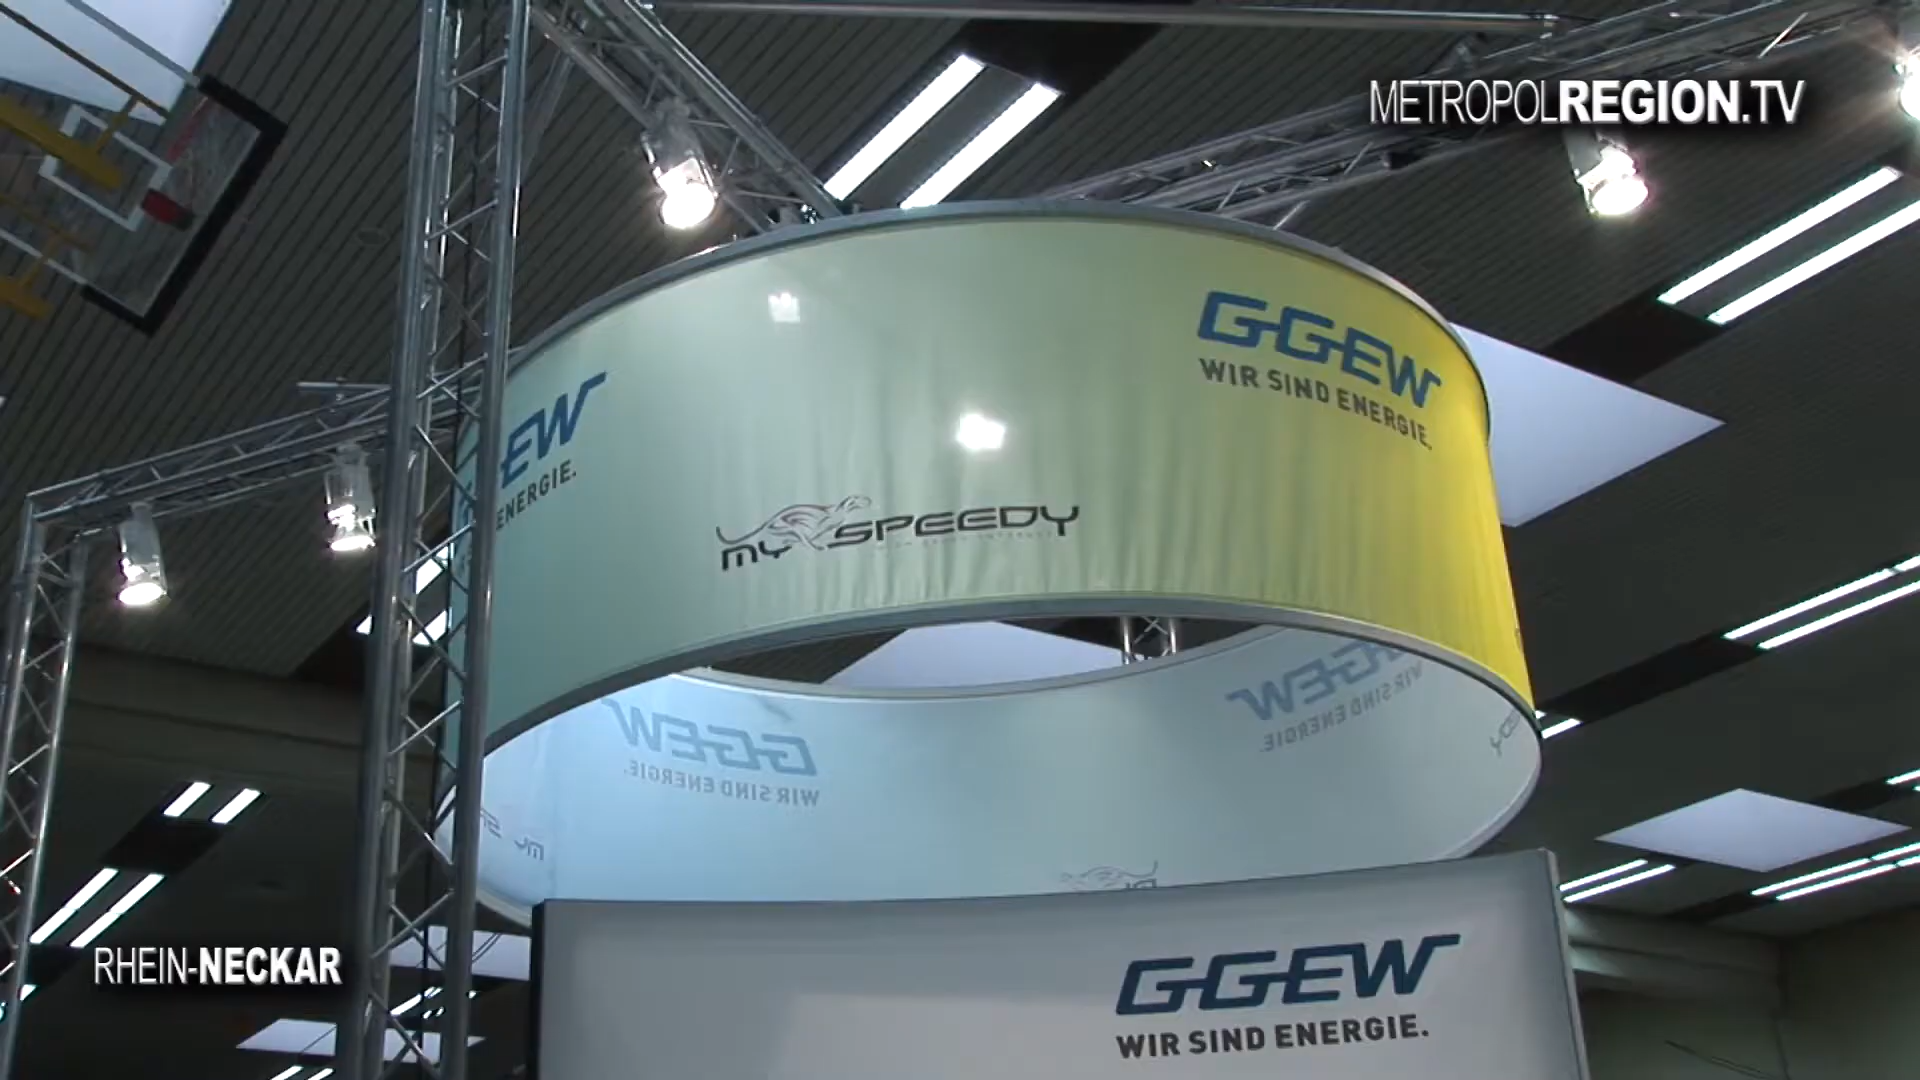 METROPOLREGION.TV
GGEW
WIR SIND ENERGIE.
EW
ENERGIE.
MY SPEEDY
GGEW
WIR SIND ENERGIE.
GGEW
WIR SIND ENERGIE.
RHEIN-NECKAR
GGEW
WIR SIND ENERGIE.